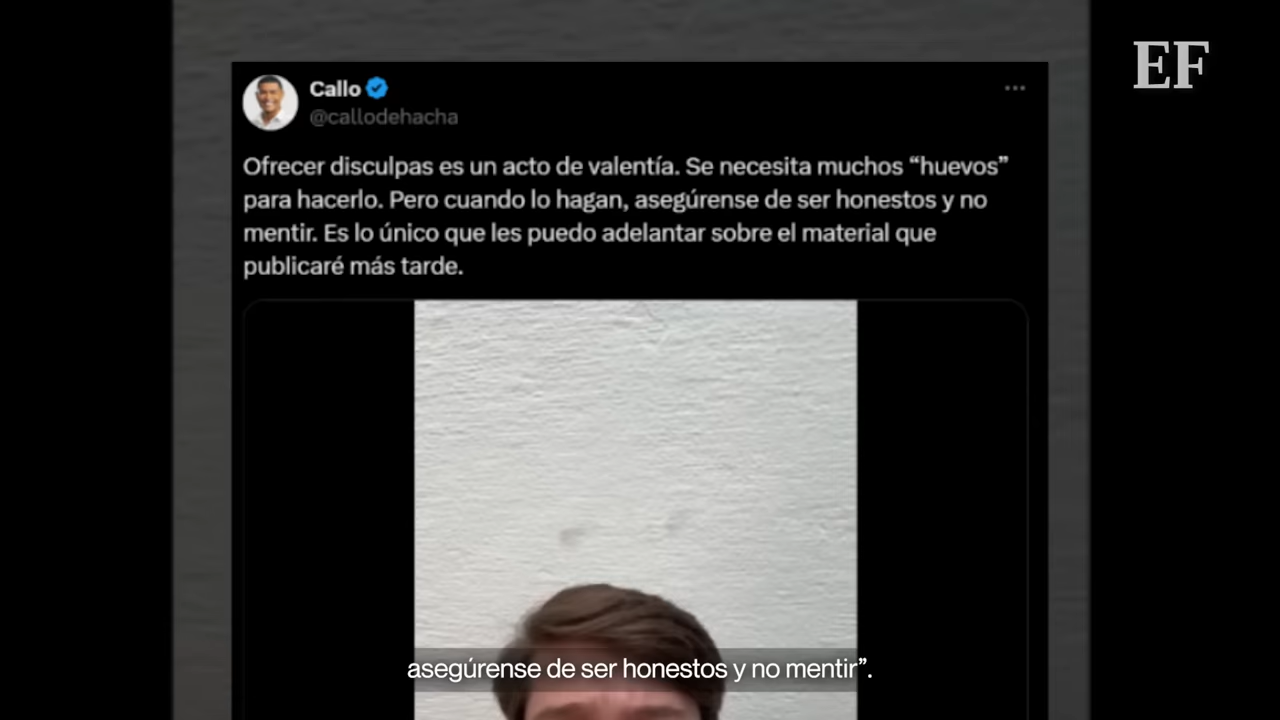 EF
Callo
@callodehacha
Ofrecer disculpas es un acto de valentía. Se necesita muchos “huevos”
para hacerlo. Pero cuando lo hagan, asegúrense de ser honestos y no
mentir. Es lo único que les puedo adelantar sobre el material que
publicaré más tarde.
asegúrense de ser honestos y no mentir”.